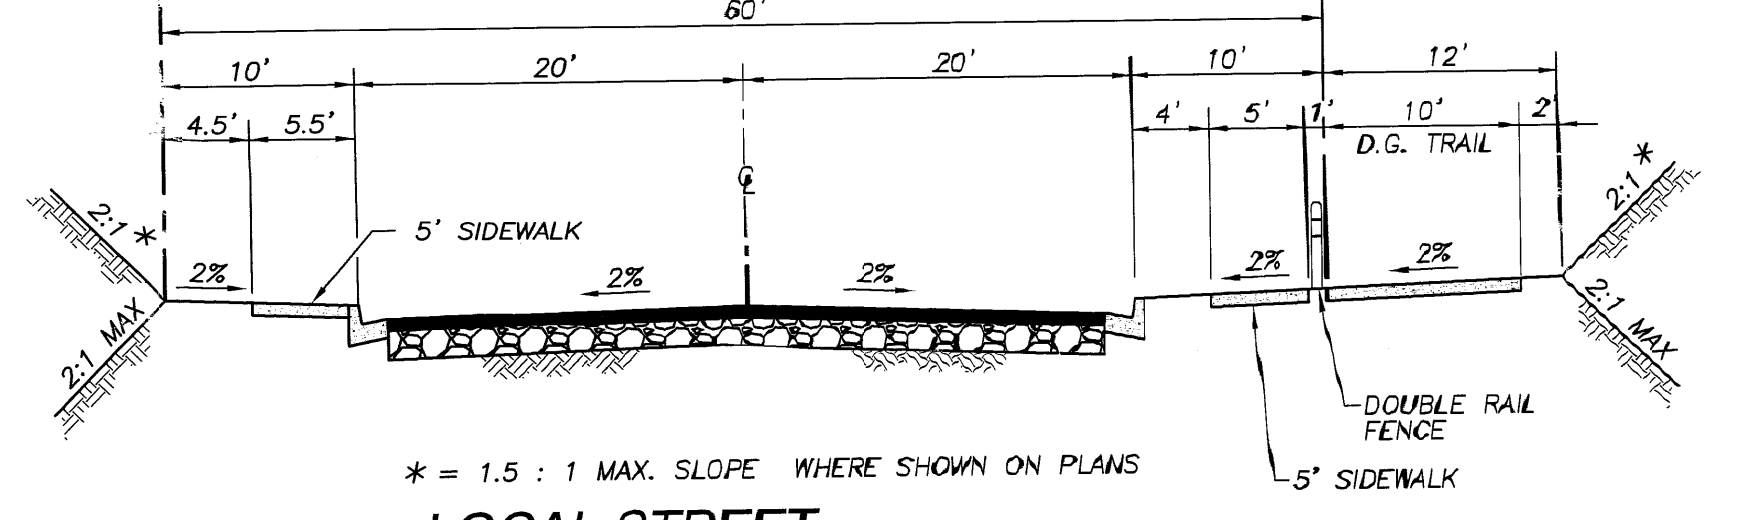 60'
10' 20' 20' 10' 12'
4.5' 5.5' 4' 5' 1' 10' 2'
D.G. TRAIL
℄
2:1 * 2:1 *
5' SIDEWALK
2% 2% 2% 2% 2%
2:1 MAX 2:1 MAX
DOUBLE RAIL
FENCE
* = 1.5 : 1 MAX. SLOPE WHERE SHOWN ON PLANS
5' SIDEWALK
LOCAL STREET